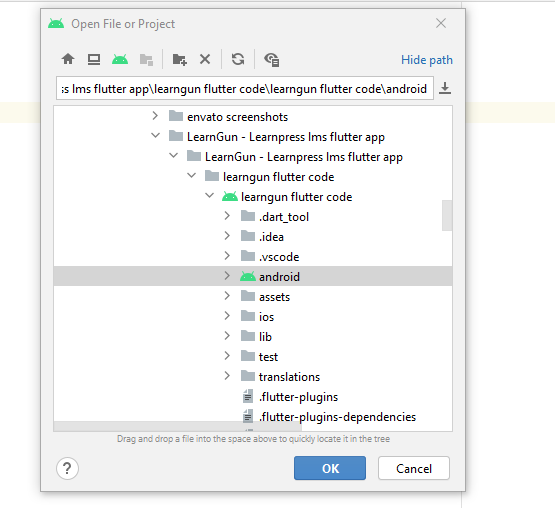 Open File or Project
Hide path
s lms flutter app\learngun flutter code\learngun flutter code\android
envato screenshots
LearnGun - Learnpress lms flutter app
LearnGun - Learnpress lms flutter app
learngun flutter code
learngun flutter code
.dart_tool
.idea
.vscode
android
assets
ios
lib
test
translations
.flutter-plugins
.flutter-plugins-dependencies
Drag and drop a file into the space above to quickly locate it in the tree
?
OK
Cancel